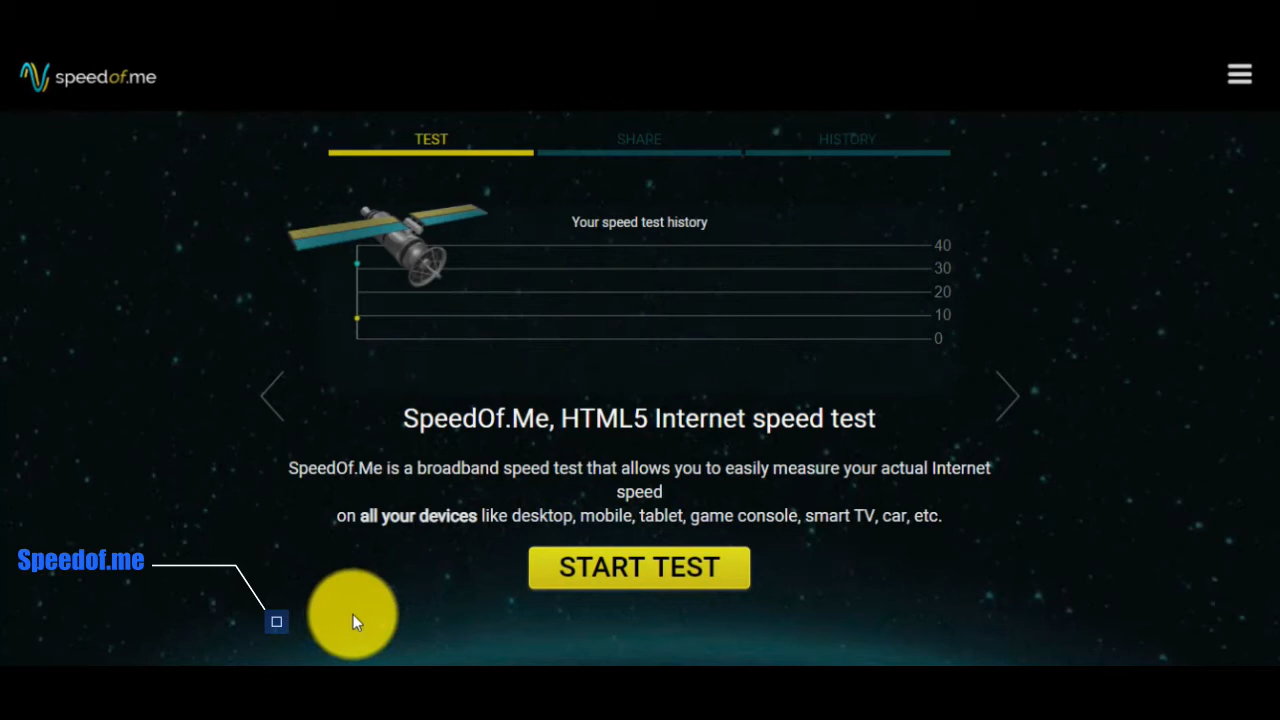 speedof.me
TEST
SHARE
HISTORY
Your speed test history
40
30
20
10
0
SpeedOf.Me, HTML5 Internet speed test
SpeedOf.Me is a broadband speed test that allows you to easily measure your actual Internet
speed
on all your devices like desktop, mobile, tablet, game console, smart TV, car, etc.
Speedof.me
START TEST